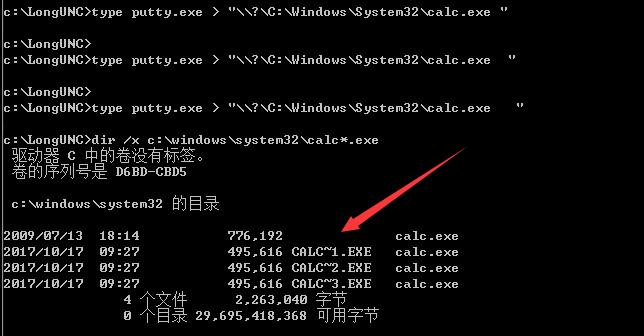 c:\LongUNC>type putty.exe > "\\?\C:\Windows\System32\calc.exe "
c:\LongUNC>
c:\LongUNC>type putty.exe > "\\?\C:\Windows\System32\calc.exe  "
c:\LongUNC>
c:\LongUNC>type putty.exe > "\\?\C:\Windows\System32\calc.exe   "
c:\LongUNC>dir /x c:\windows\system32\calc*.exe
驱动器 C 中的卷没有标签。
卷的序列号是 D6BD-CBD5
c:\windows\system32 的目录
2009/07/13  18:14           776,192              calc.exe
2017/10/17  09:27           495,616 CALC~1.EXE   calc.exe
2017/10/17  09:27           495,616 CALC~2.EXE   calc.exe
2017/10/17  09:27           495,616 CALC~3.EXE   calc.exe
4 个文件      2,263,040 字节
0 个目录 29,695,418,368 可用字节